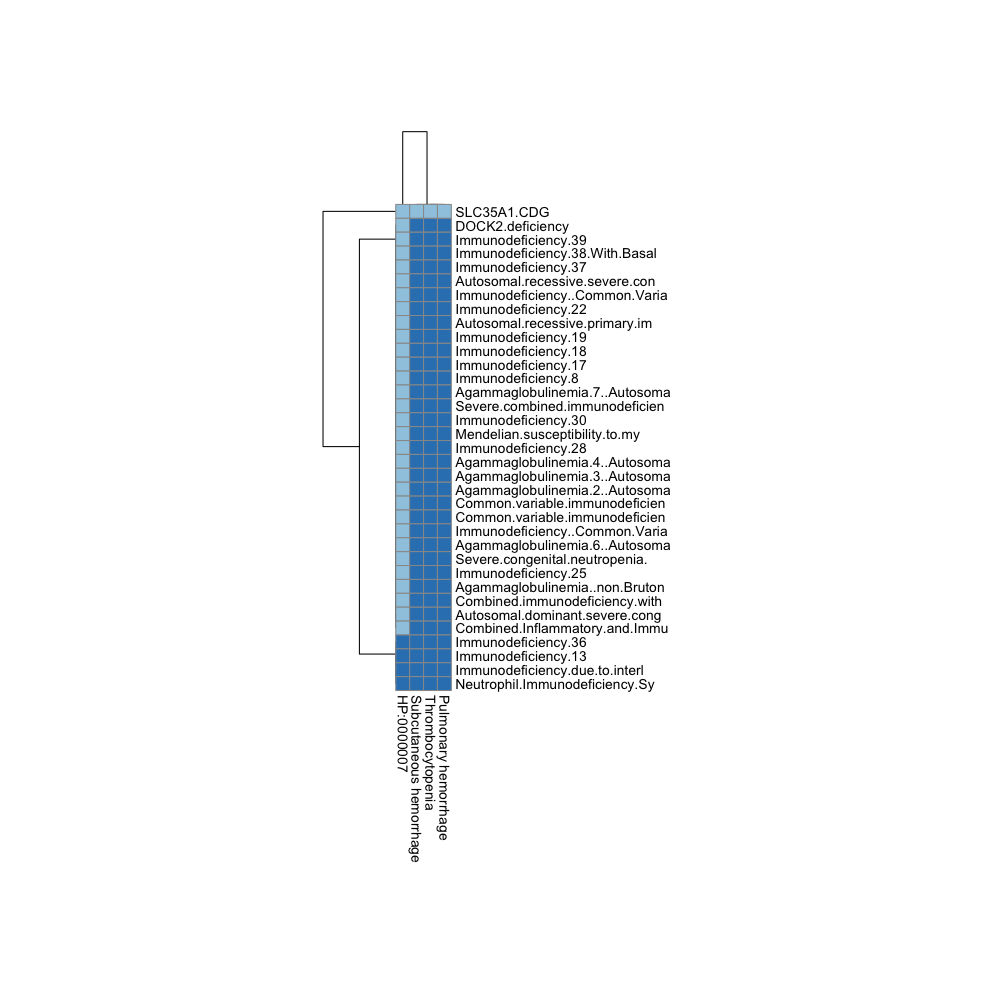 SLC35A1.CDG
DOCK2.deficiency
Immunodeficiency.39
Immunodeficiency.38.With.Basal
Immunodeficiency.37
Autosomal.recessive.severe.con
Immunodeficiency..Common.Varia
Immunodeficiency.22
Autosomal.recessive.primary.im
Immunodeficiency.19
Immunodeficiency.18
Immunodeficiency.17
Immunodeficiency.8
Agammaglobulinemia.7..Autosoma
Severe.combined.immunodeficien
Immunodeficiency.30
Mendelian.susceptibility.to.my
Immunodeficiency.28
Agammaglobulinemia.4..Autosoma
Agammaglobulinemia.3..Autosoma
Agammaglobulinemia.2..Autosoma
Common.variable.immunodeficien
Common.variable.immunodeficien
Immunodeficiency..Common.Varia
Agammaglobulinemia.6..Autosoma
Severe.congenital.neutropenia.
Immunodeficiency.25
Agammaglobulinemia..non.Bruton
Combined.immunodeficiency.with
Autosomal.dominant.severe.cong
Combined.Inflammatory.and.Immu
Immunodeficiency.36
Immunodeficiency.13
Immunodeficiency.due.to.interl
Neutrophil.Immunodeficiency.Sy
HP:0000007
Subcutaneous hemorrhage
Thrombocytopenia
Pulmonary hemorrhage